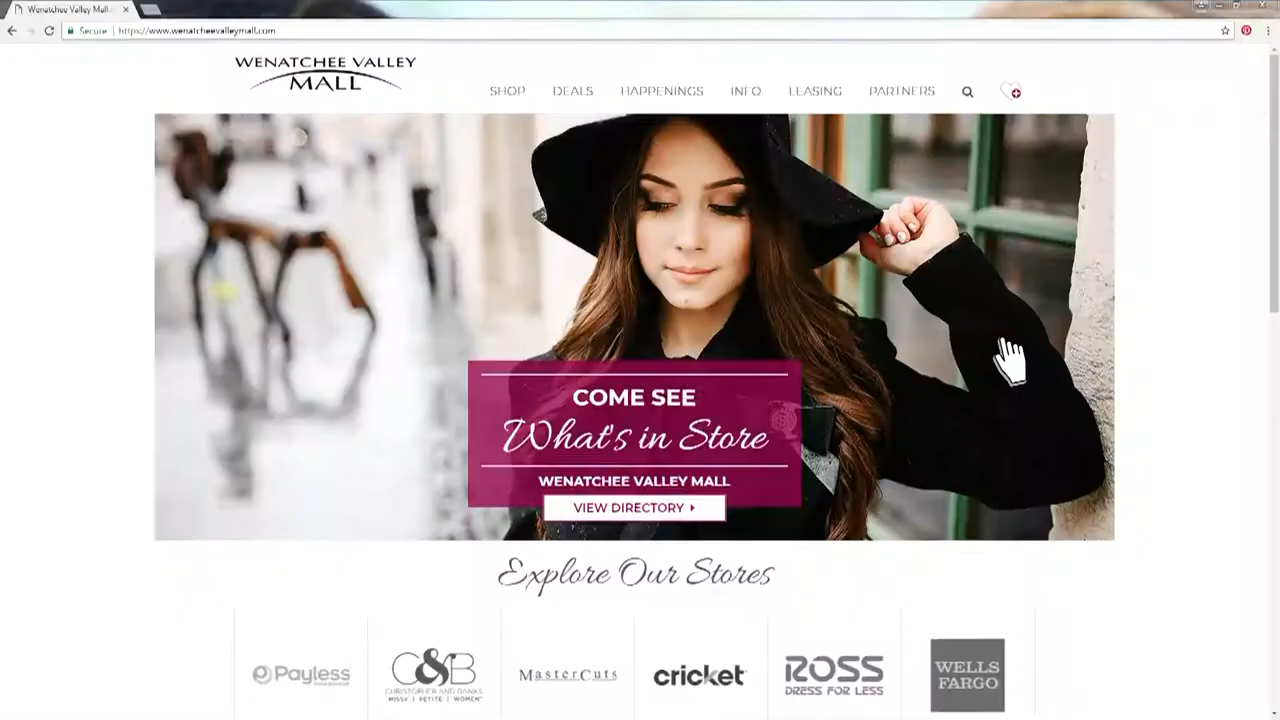 Wenatchee Valley Mall
Secure
https://www.wenatcheevalleymall.com
WENATCHEE VALLEY
MALL
SHOP
DEALS
HAPPENINGS
INFO
LEASING
PARTNERS
COME SEE
What's in Store
WENATCHEE VALLEY MALL
VIEW DIRECTORY
Explore Our Stores
Payless
C&B
CHRISTOPHER AND BANKS
MISSY | PETITE | WOMEN
MasterCuts
cricket
ROSS
DRESS FOR LESS
WELLS
FARGO